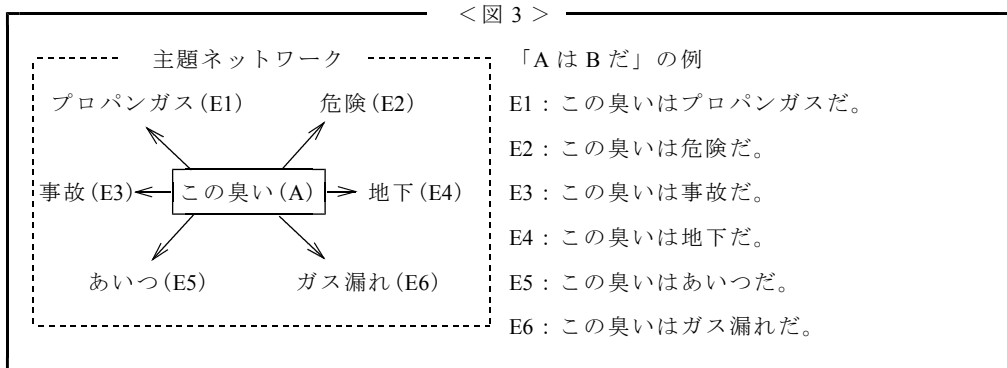 ＜図3＞
主題ネットワーク
プロパンガス(E1)
危険(E2)
事故(E3)
この臭い(A)
地下(E4)
あいつ(E5)
ガス漏れ(E6)
「AはBだ」の例
E1：この臭いはプロパンガスだ。
E2：この臭いは危険だ。
E3：この臭いは事故だ。
E4：この臭いは地下だ。
E5：この臭いはあいつだ。
E6：この臭いはガス漏れだ。